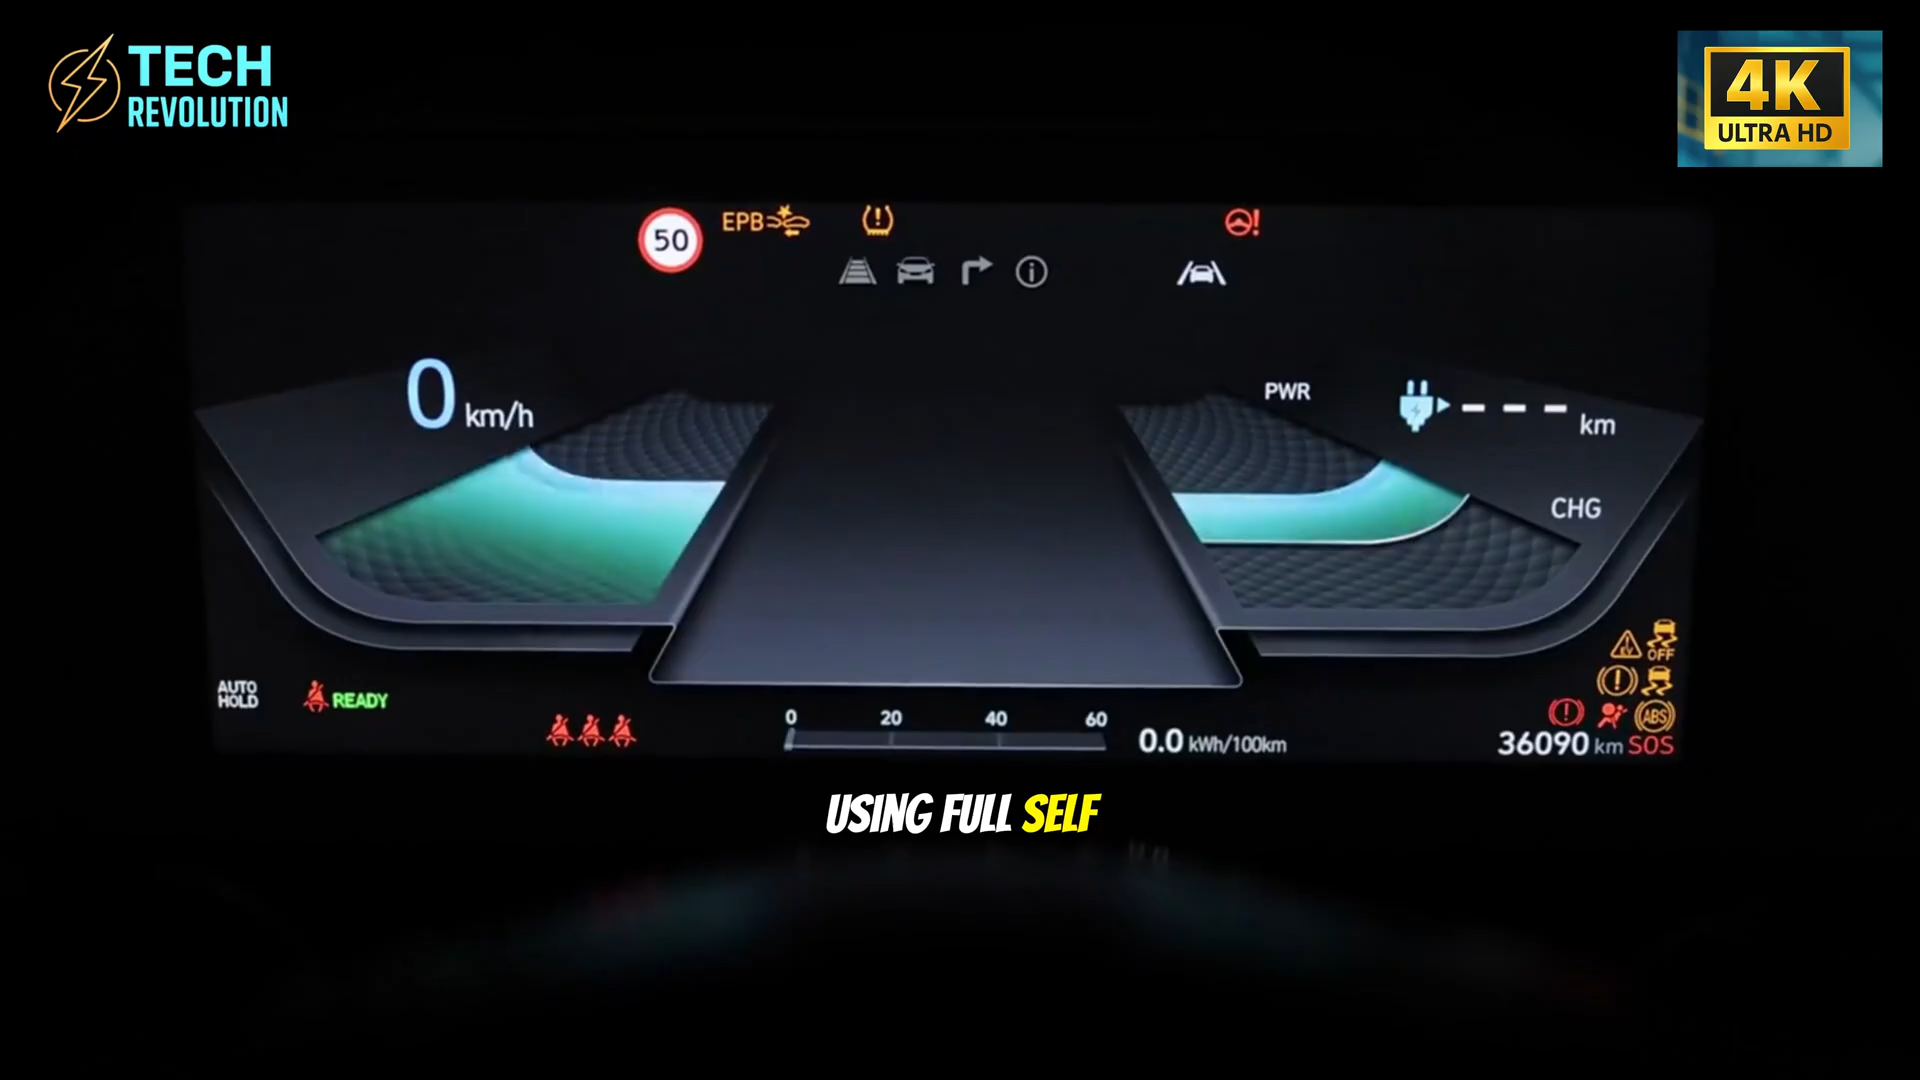 TECH
REVOLUTION
4K
ULTRA HD
50
EPB
0 km/h
PWR
--- km
CHG
EV
OFF
AUTO
HOLD
READY
ABS
0 20 40 60
0.0 kWh/100km
36090 km SOS
USING FULL SELF